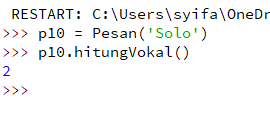 RESTART: C:\Users\syifa\OneDr
>>> p10 = Pesan('Solo')
>>> p10.hitungVokal()
2
>>>